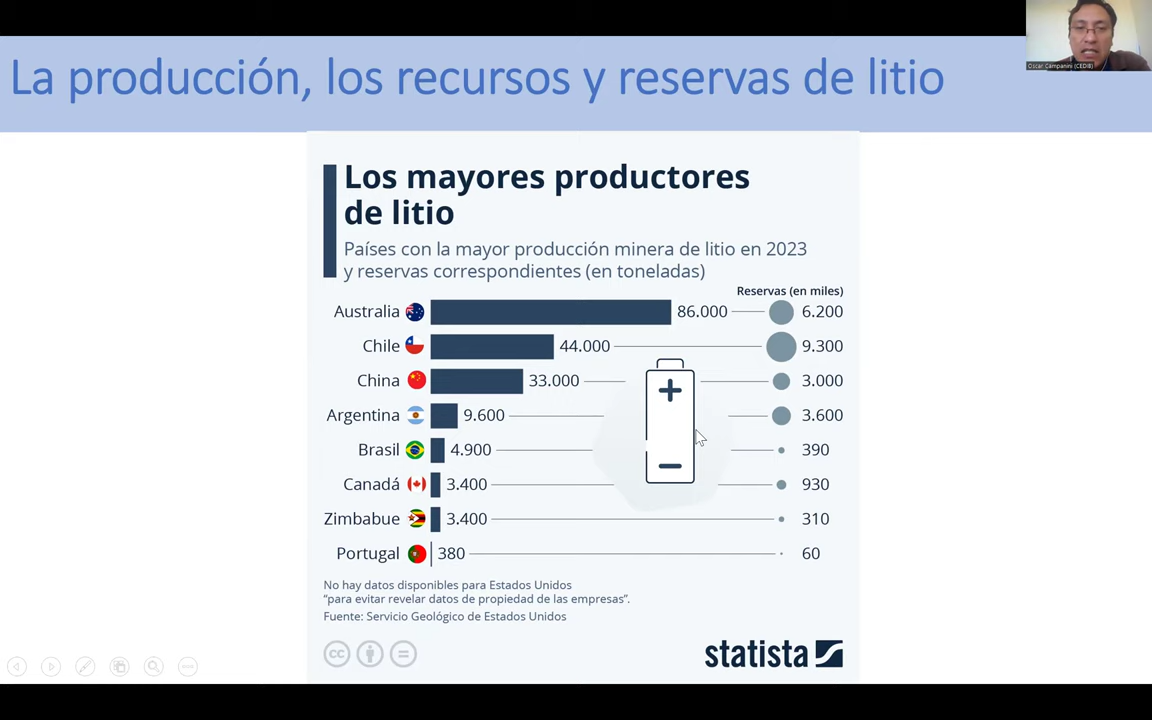 Oscar Campanini (CEDIB)
La producción, los recursos y reservas de litio
Los mayores productores
de litio
Países con la mayor producción minera de litio en 2023
y reservas correspondientes (en toneladas)
Reservas (en miles)
Australia 86.000 6.200
Chile 44.000 9.300
China 33.000 3.000
Argentina 9.600 3.600
Brasil 4.900 390
Canadá 3.400 930
Zimbabue 3.400 310
Portugal 380 60
No hay datos disponibles para Estados Unidos
“para evitar revelar datos de propiedad de las empresas”.
Fuente: Servicio Geológico de Estados Unidos
cc
statista